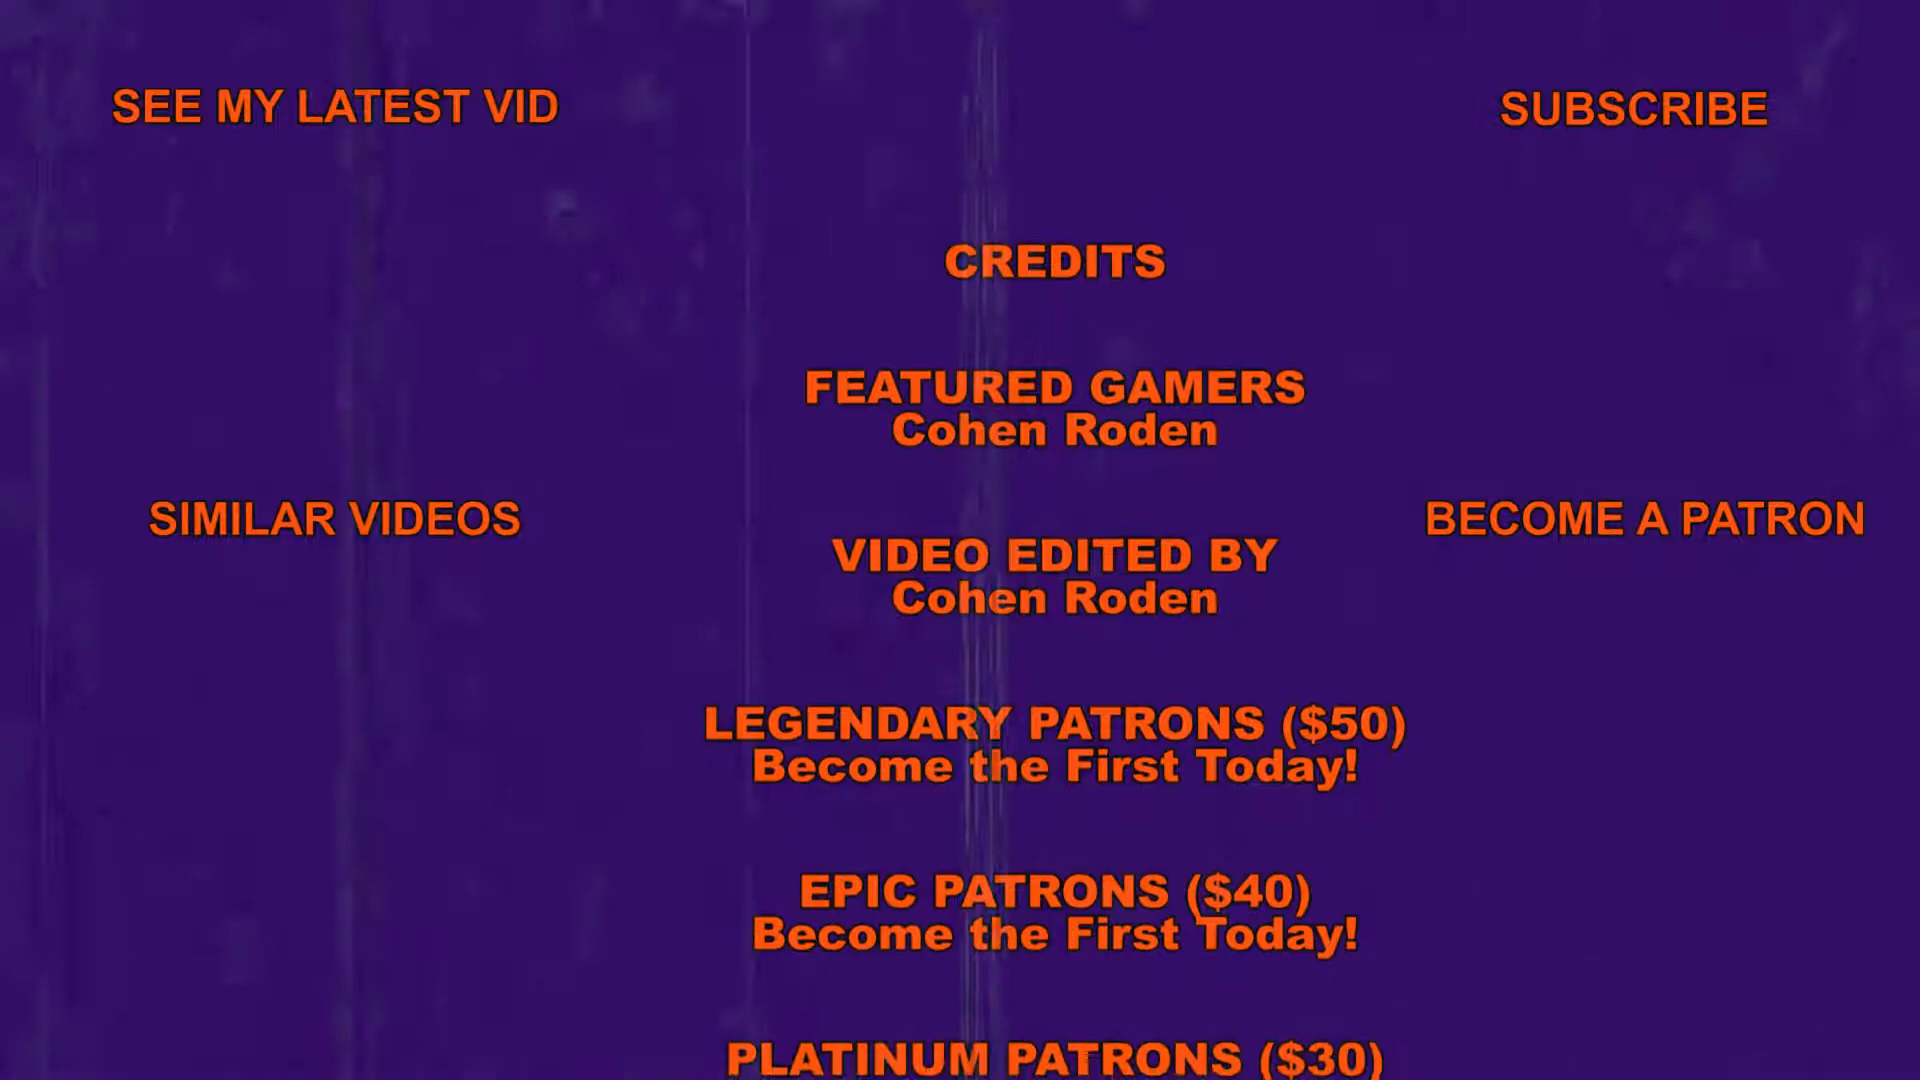 SEE MY LATEST VID
SUBSCRIBE
CREDITS
FEATURED GAMERS
Cohen Roden
SIMILAR VIDEOS
BECOME A PATRON
VIDEO EDITED BY
Cohen Roden
LEGENDARY PATRONS ($50)
Become the First Today!
EPIC PATRONS ($40)
Become the First Today!
PLATINUM PATRONS ($30)